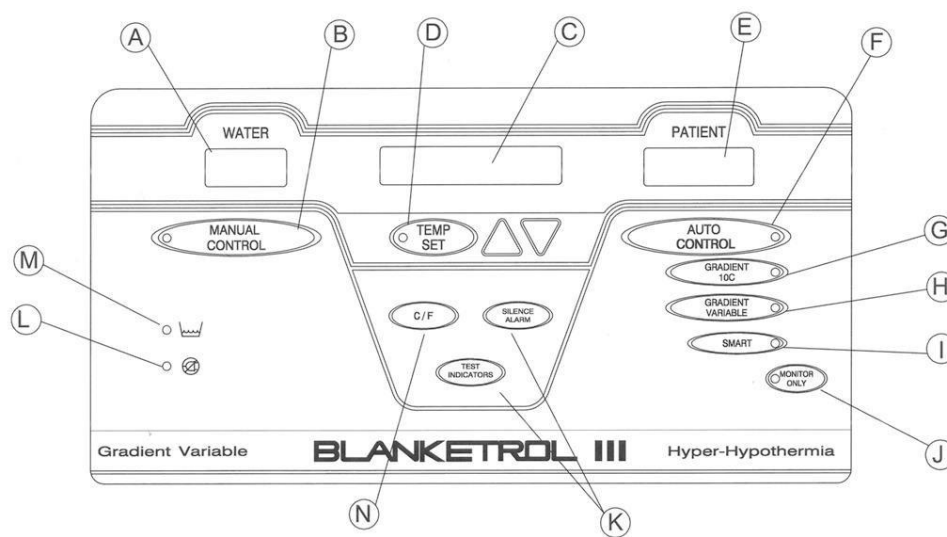 A
B
D
C
E
F
WATER
PATIENT
MANUAL
CONTROL
TEMP
SET
AUTO
CONTROL
G
GRADIENT
10C
M
H
GRADIENT
VARIABLE
L
C / F
SILENCE
ALARM
SMART
I
TEST
INDICATORS
MONITOR
ONLY
Gradient Variable
BLANKETROL III
Hyper-Hypothermia
J
N
K